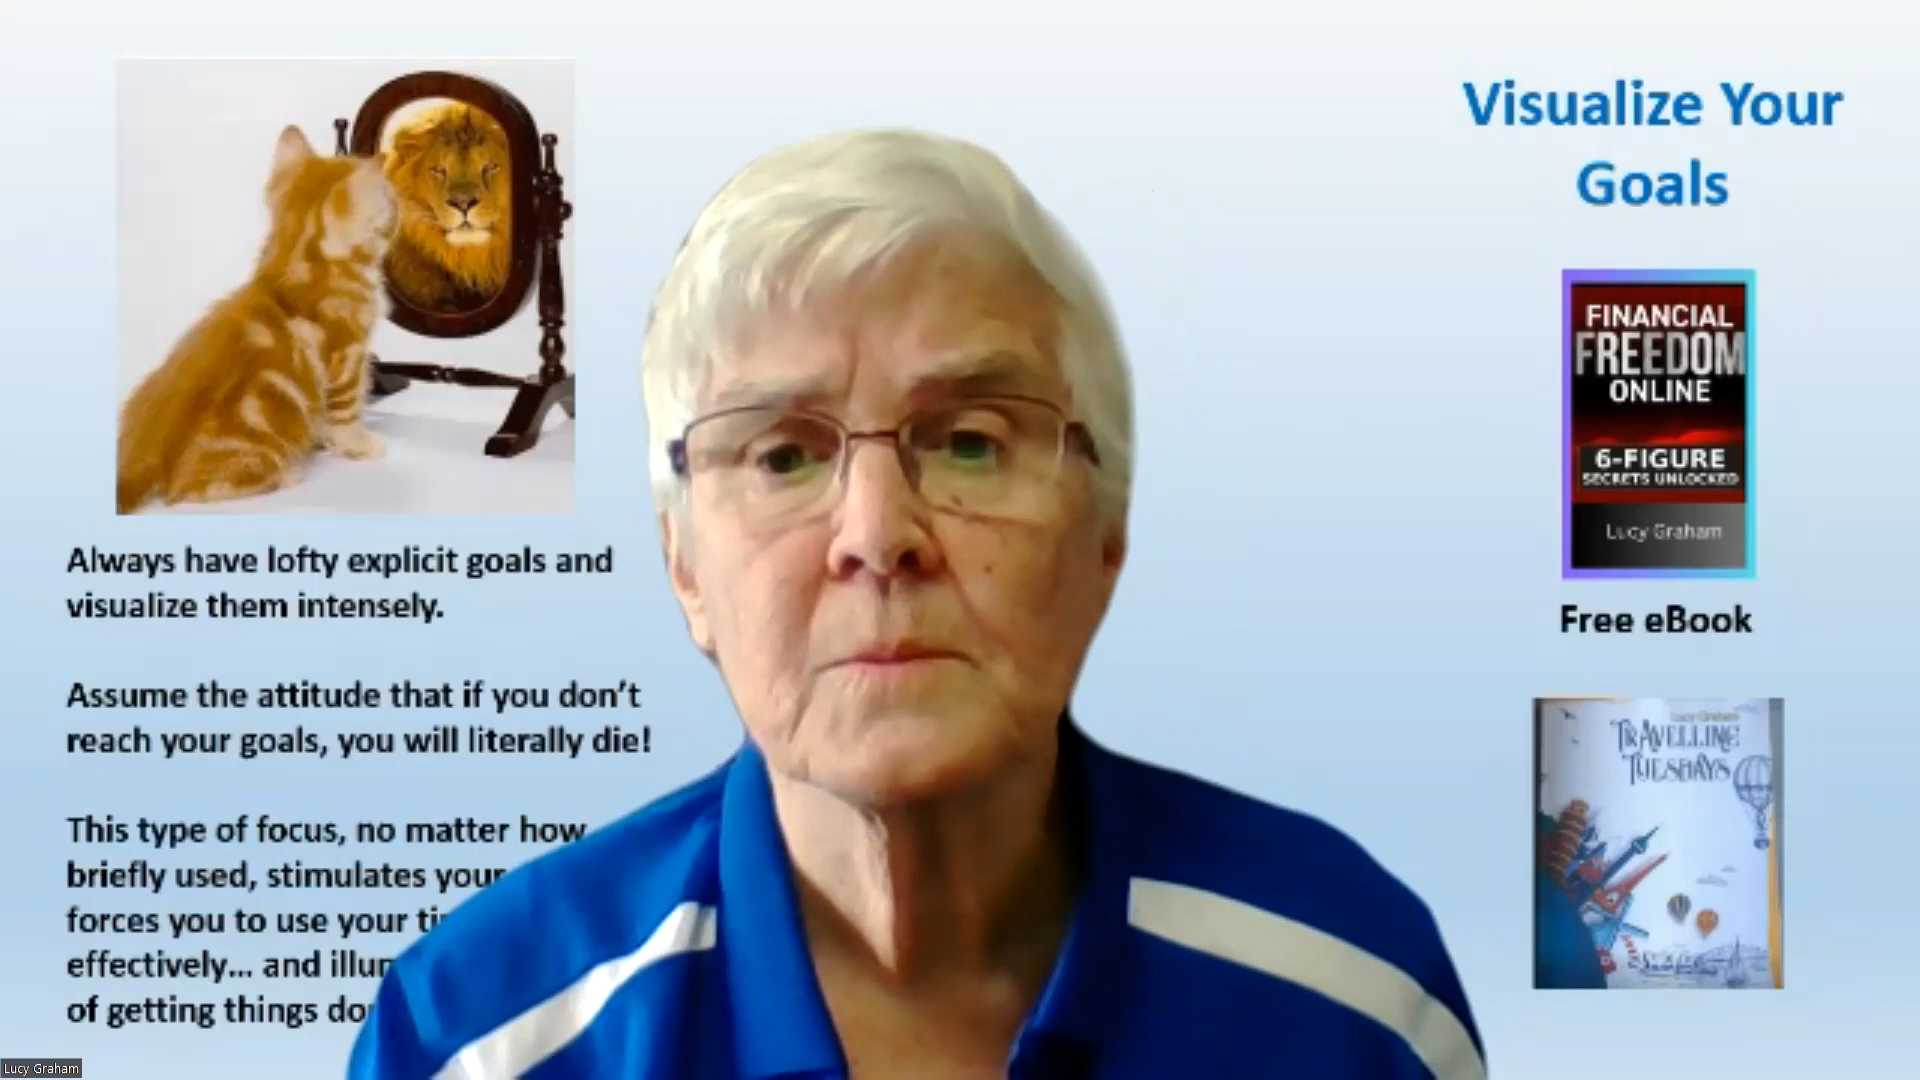 Visualize Your
Goals
Always have lofty explicit goals and
visualize them intensely.
Assume the attitude that if you don't
reach your goals, you will literally die!
This type of focus, no matter how
briefly used, stimulates your
forces you to use your
effectively... and
of getting things
FINANCIAL
FREEDOM
ONLINE
6-FIGURE
SECRETS UNLOCKED
Lucy Graham
Free eBook
Lucy Graham
TRAVELLING
TUESDAYS
Lucy Graham